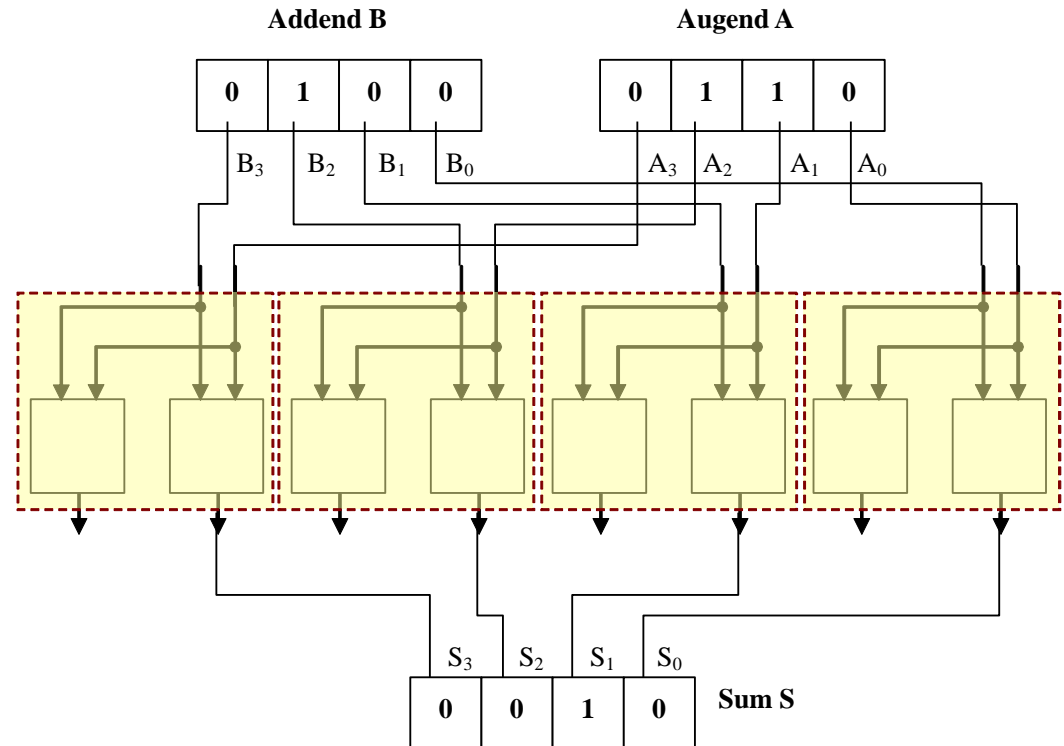 Addend B Augend A
0 1 0 0 0 1 1 0
B₃ B₂ B₁ B₀ A₃ A₂ A₁ A₀
S₃ S₂ S₁ S₀
0 0 1 0 Sum S